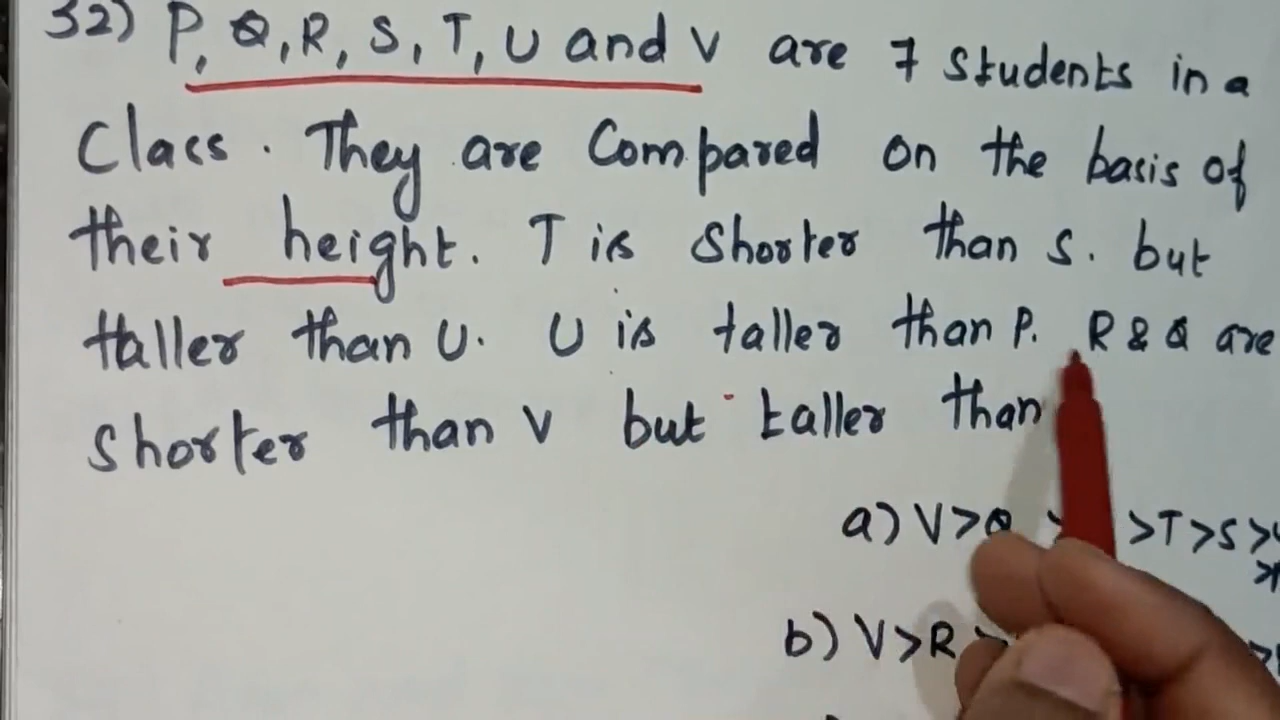 32) P, Q, R, S, T, U and V are 7 students in a
Class. They are Compared on the basis of
their height. T is Shorter than S. but
taller than U. U is taller than P. R & Q are
shorter than V but taller than
a) V>Q > >T>S>
b) V>R >